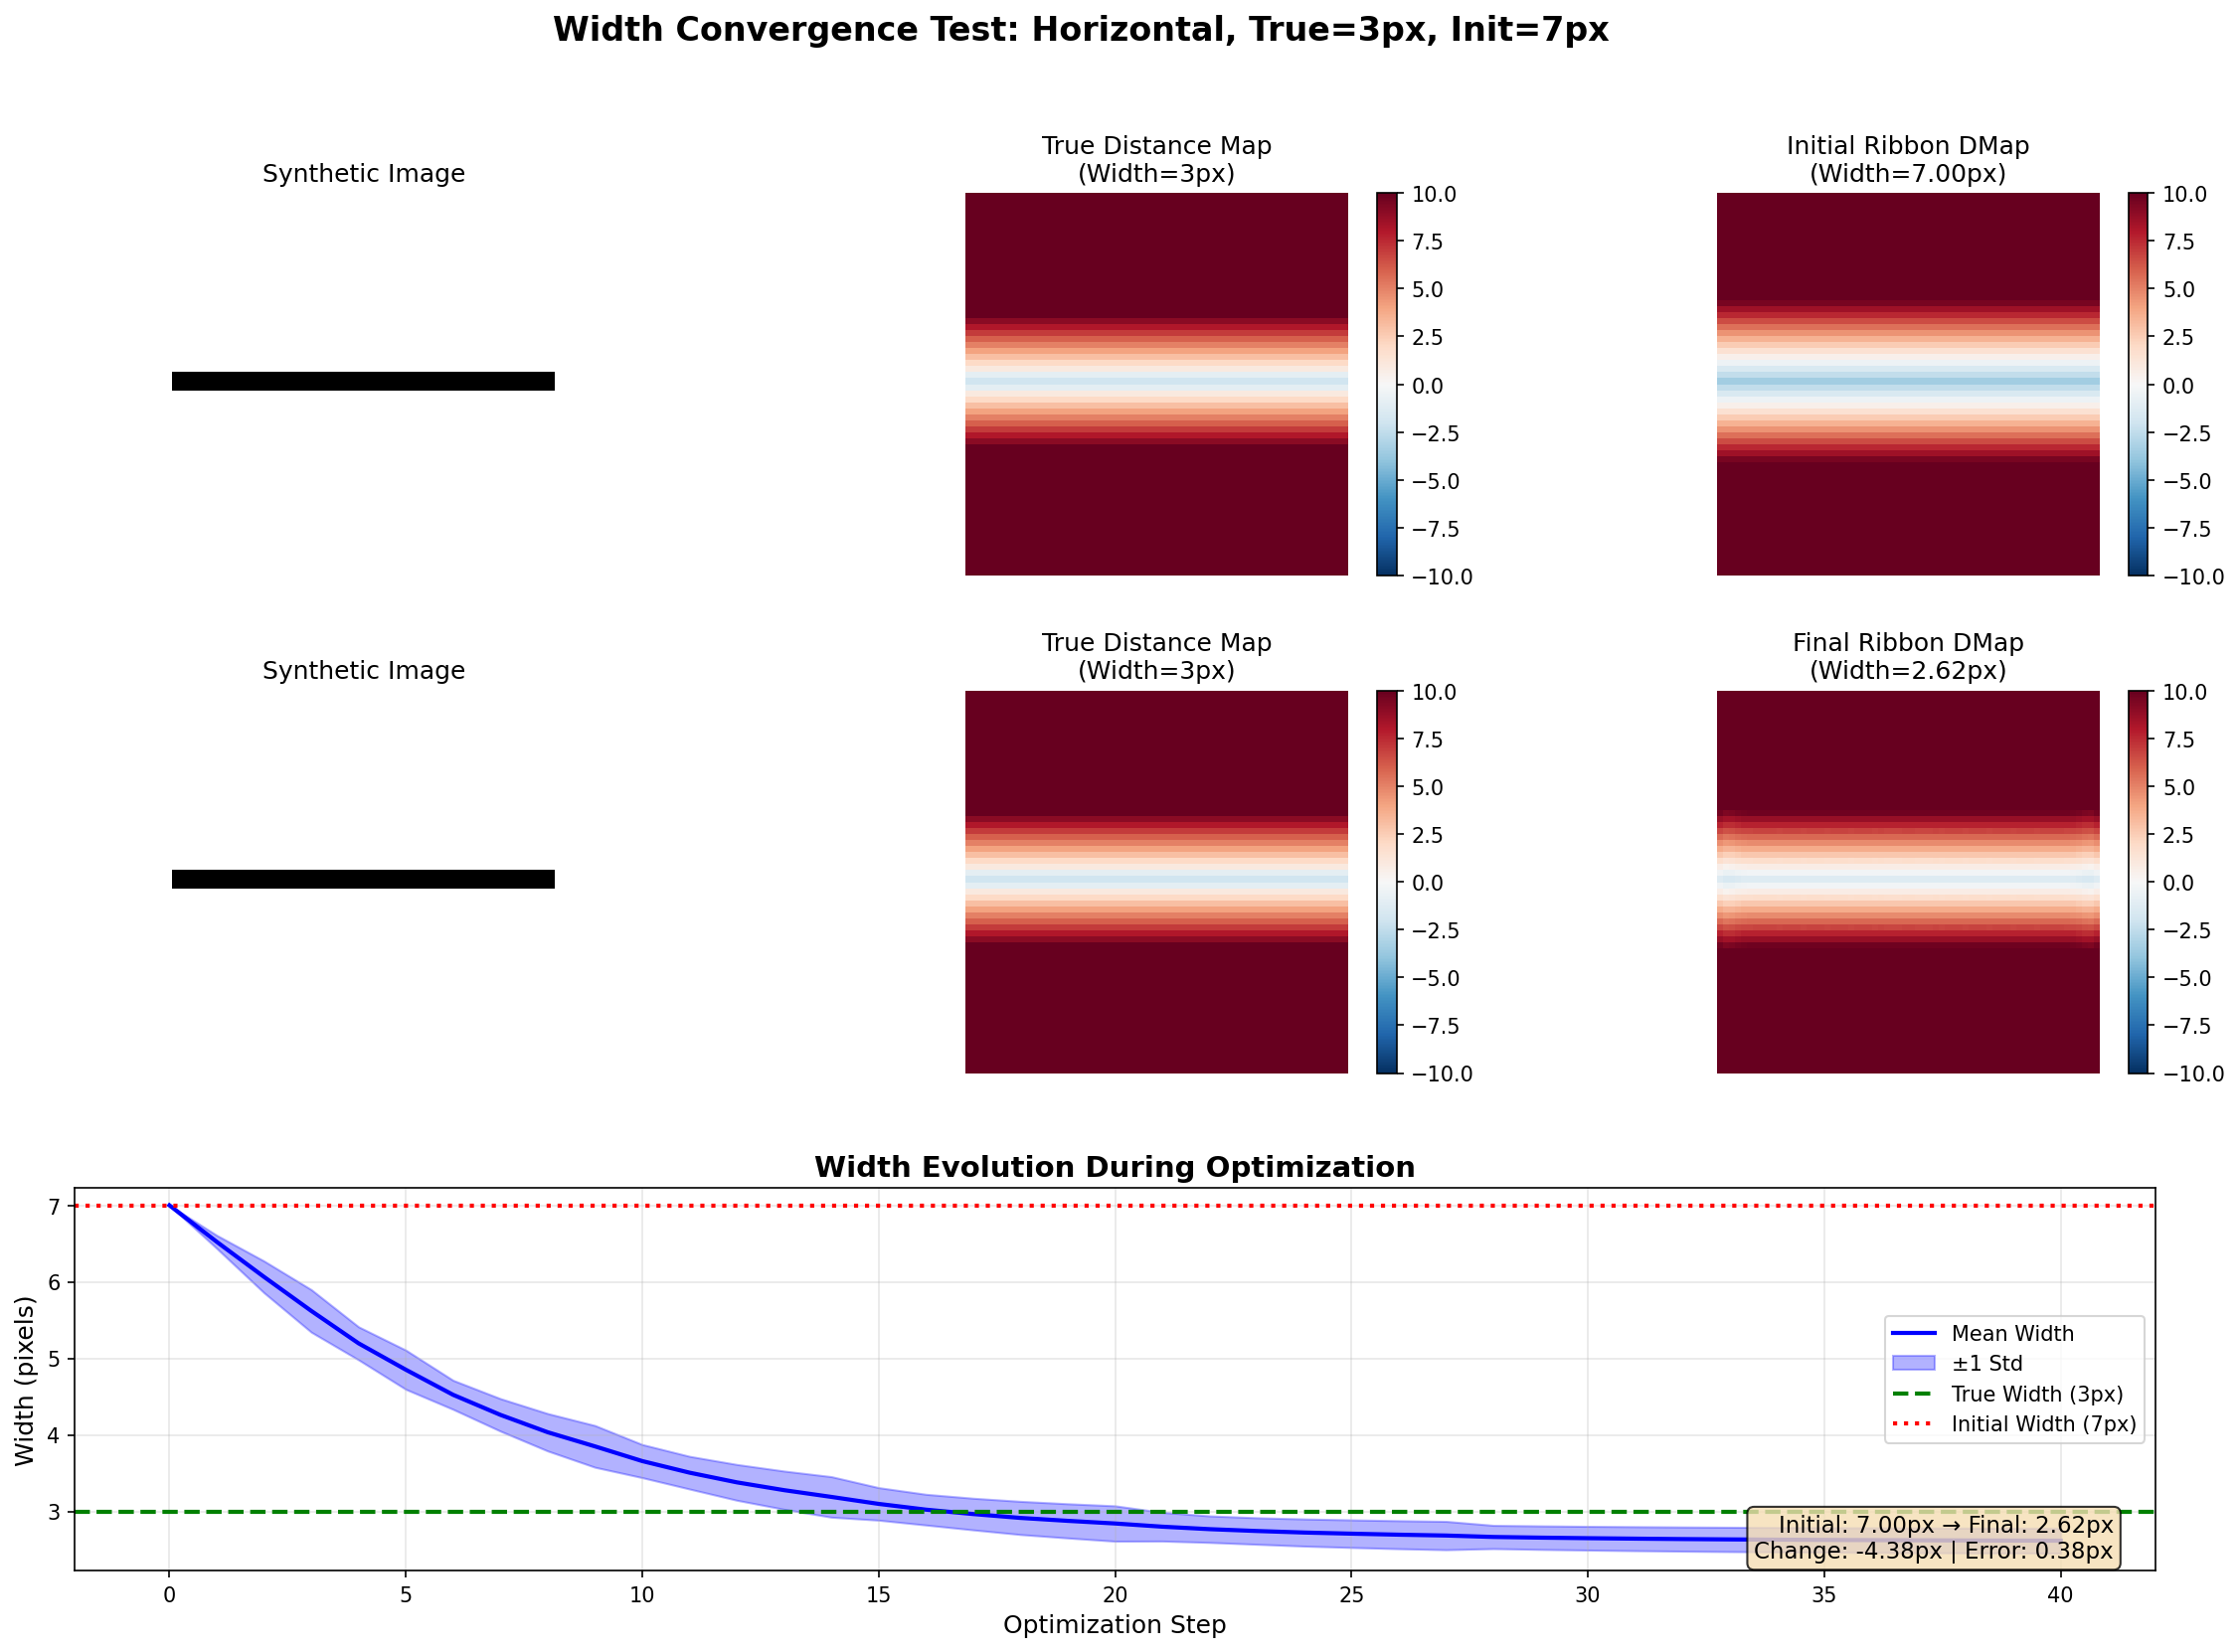 Width Convergence Test: Horizontal, True=3px, Init=7px
Synthetic Image
True Distance Map
(Width=3px)
10.0
7.5
5.0
2.5
0.0
−2.5
−5.0
−7.5
−10.0
Initial Ribbon DMap
(Width=7.00px)
10.0
7.5
5.0
2.5
0.0
−2.5
−5.0
−7.5
−10.0
Synthetic Image
True Distance Map
(Width=3px)
10.0
7.5
5.0
2.5
0.0
−2.5
−5.0
−7.5
−10.0
Final Ribbon DMap
(Width=2.62px)
10.0
7.5
5.0
2.5
0.0
−2.5
−5.0
−7.5
−10.0
Width Evolution During Optimization
Width (pixels)
7
6
5
4
3
Mean Width
±1 Std
True Width (3px)
Initial Width (7px)
Initial: 7.00px → Final: 2.62px
Change: -4.38px | Error: 0.38px
0 5 10 15 20 25 30 35 40
Optimization Step